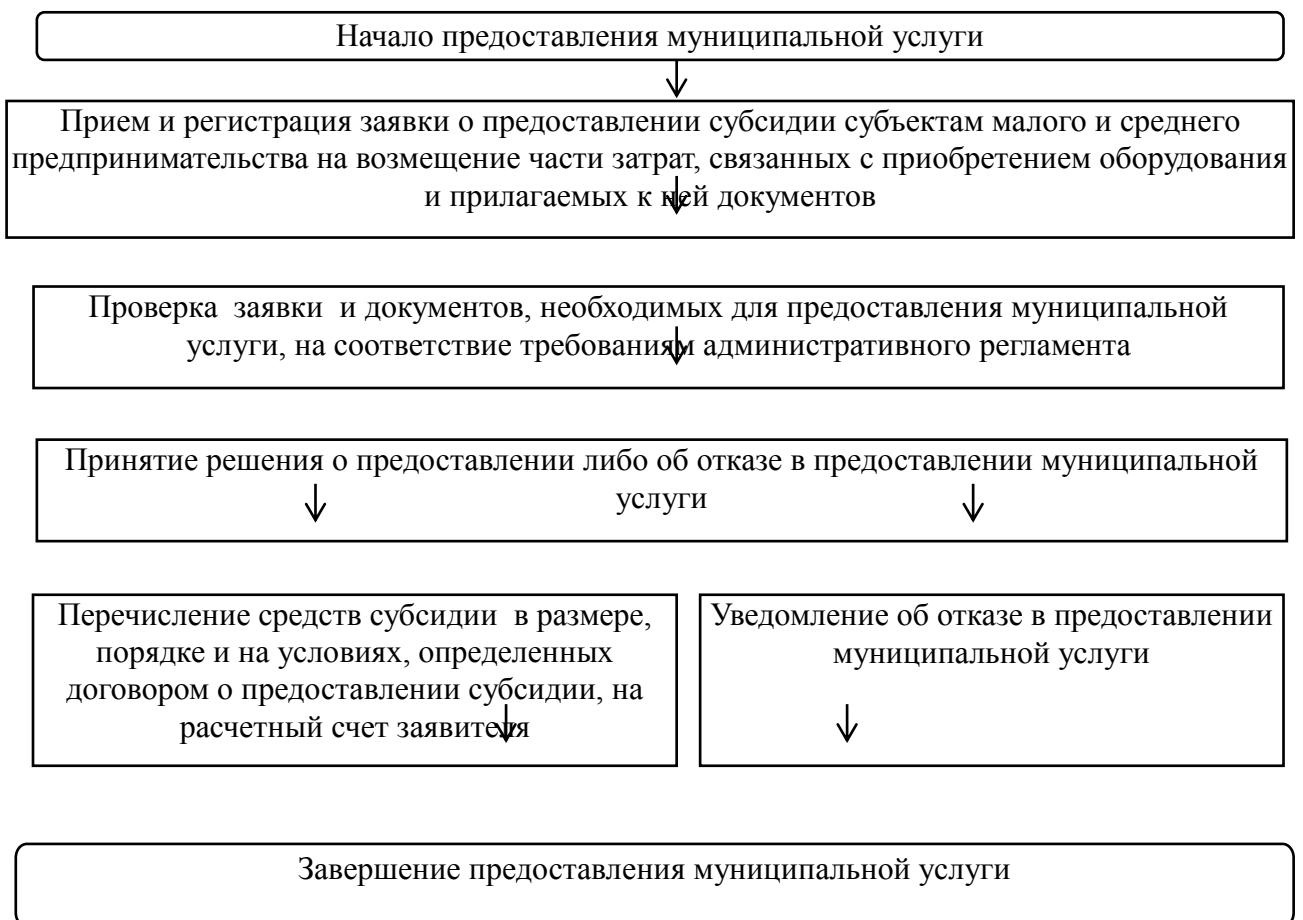 Начало предоставления муниципальной услуги
Прием и регистрация заявки о предоставлении субсидии субъектам малого и среднего
предпринимательства на возмещение части затрат, связанных с приобретением оборудования
и прилагаемых к ней документов
Проверка заявки и документов, необходимых для предоставления муниципальной
услуги, на соответствие требованиям административного регламента
Принятие решения о предоставлении либо об отказе в предоставлении муниципальной
услуги
Перечисление средств субсидии в размере,
порядке и на условиях, определенных
договором о предоставлении субсидии, на
расчетный счет заявителя
Уведомление об отказе в предоставлении
муниципальной услуги
Завершение предоставления муниципальной услуги